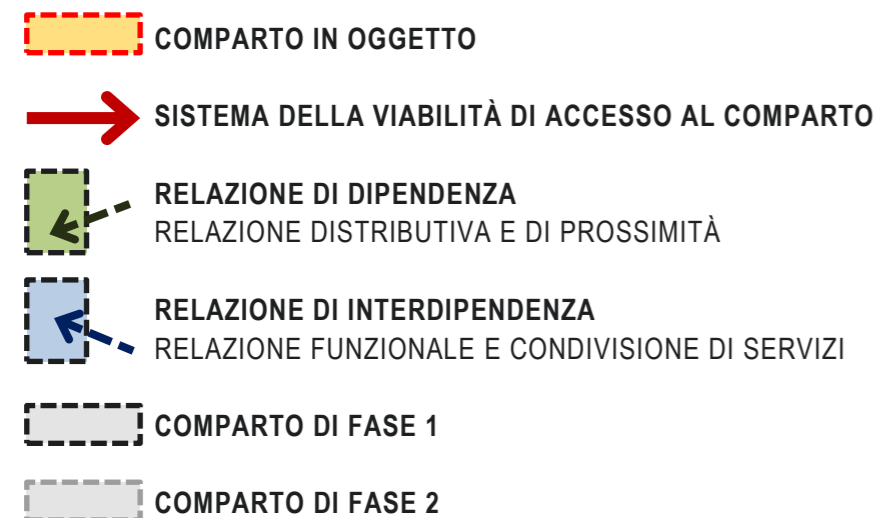 COMPARTO IN OGGETTO
SISTEMA DELLA VIABILITÀ DI ACCESSO AL COMPARTO
RELAZIONE DI DIPENDENZA
RELAZIONE DISTRIBUTIVA E DI PROSSIMITÀ
RELAZIONE DI INTERDIPENDENZA
RELAZIONE FUNZIONALE E CONDIVISIONE DI SERVIZI
COMPARTO DI FASE 1
COMPARTO DI FASE 2